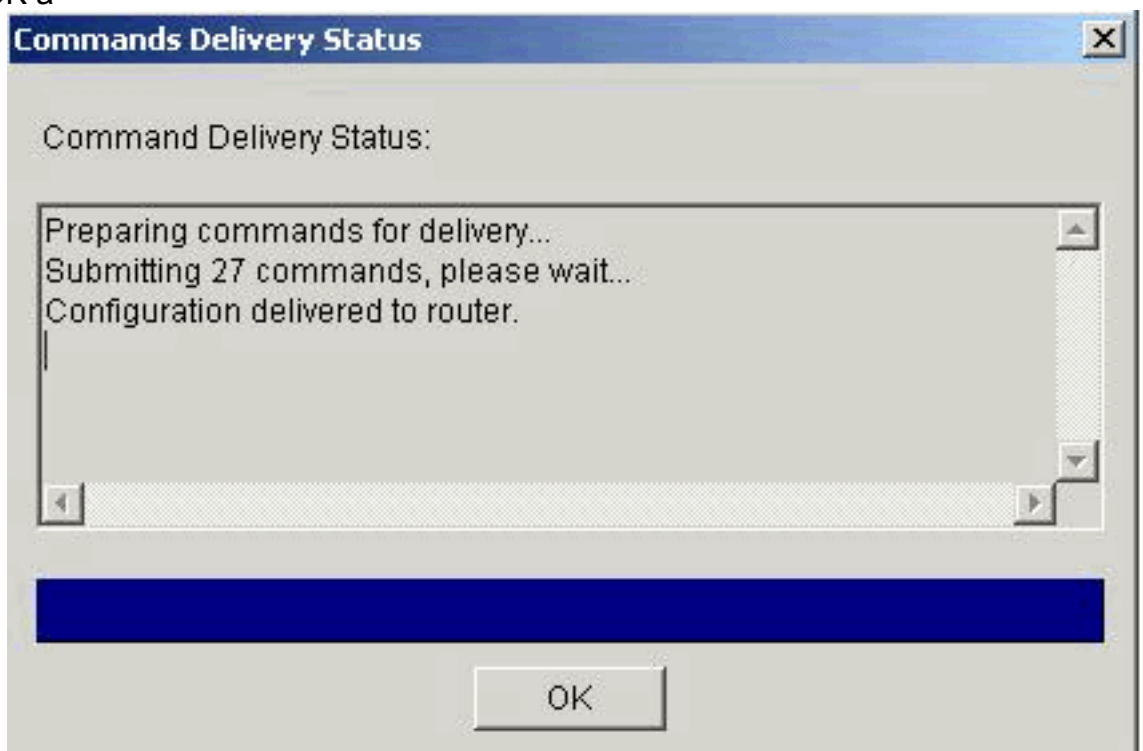 Commands Delivery Status
Command Delivery Status:
Preparing commands for delivery...
Submitting 27 commands, please wait...
Configuration delivered to router.
OK